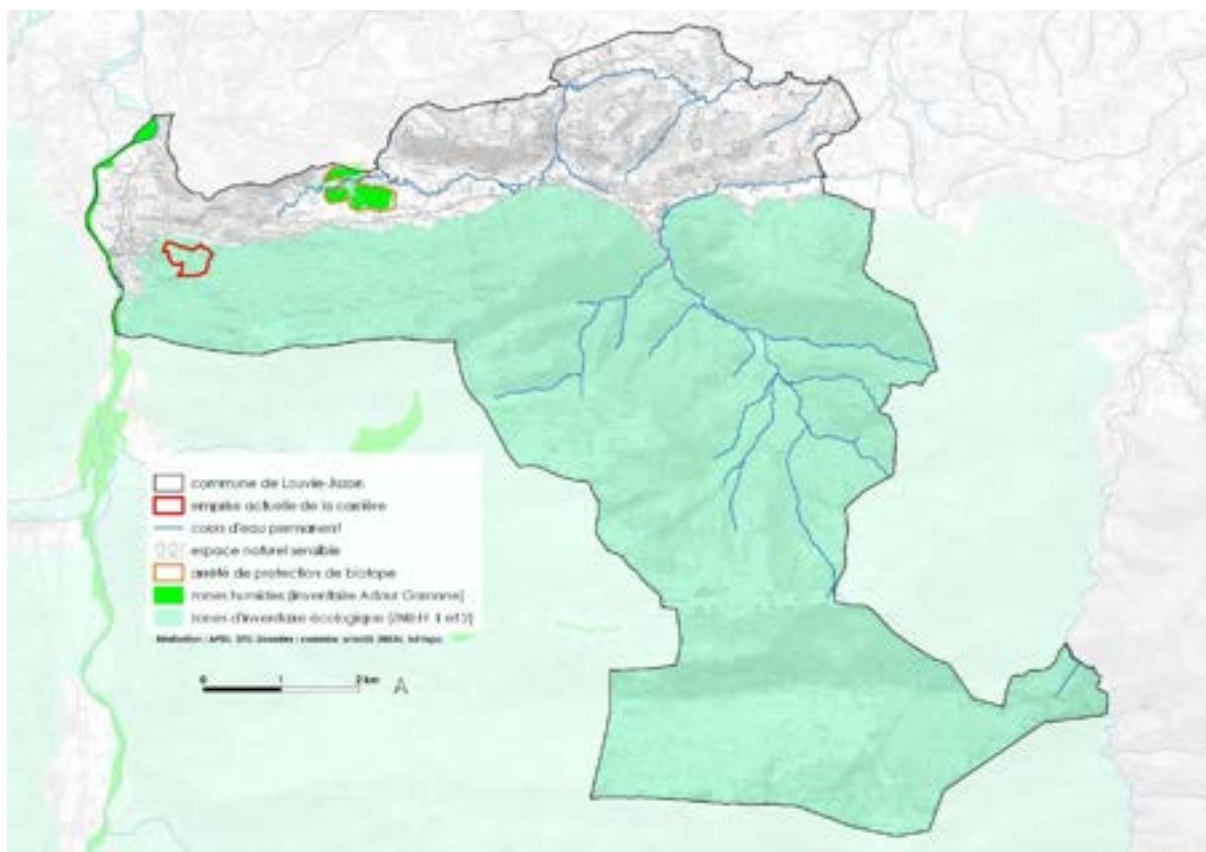 commune de Louvie-Juzon
emprise actuelle de la carrière
cours d'eau permanent
espace naturel sensible
arrêté de protection de biotope
zones humides (inventaire Adour Garonne)
zones d'inventaire écologique (ZNIEFF 1 et 2)
0 1 2 km